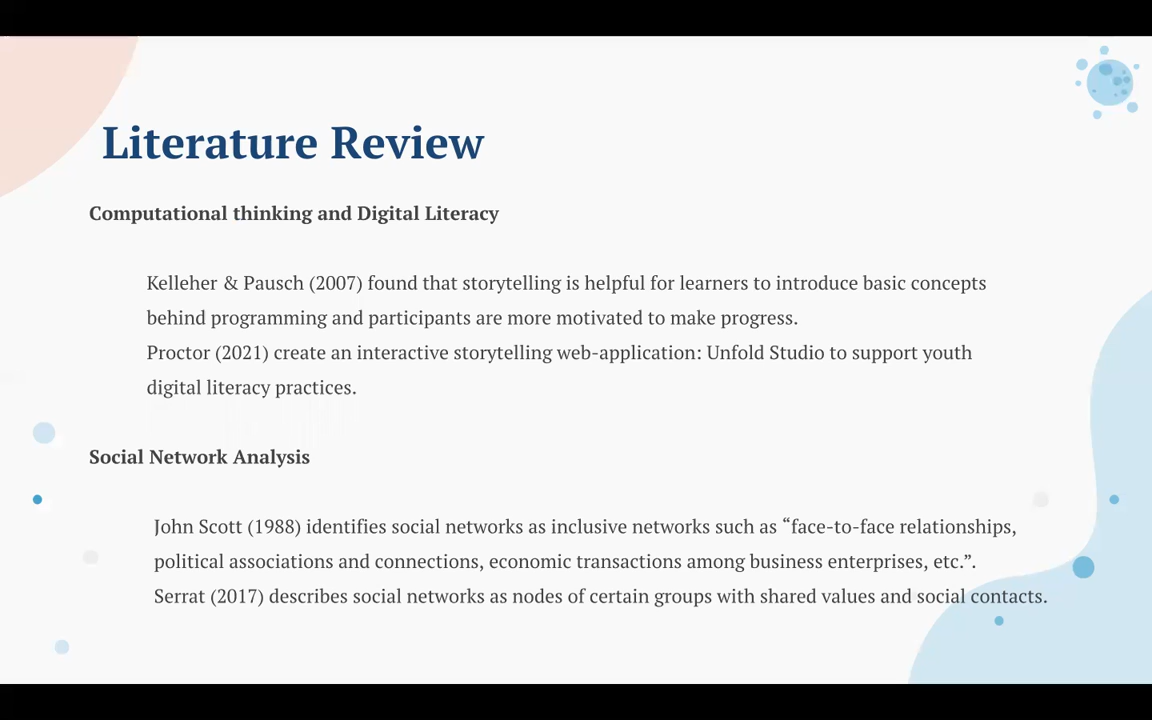 Literature Review
Computational thinking and Digital Literacy
Kelleher & Pausch (2007) found that storytelling is helpful for learners to introduce basic concepts
behind programming and participants are more motivated to make progress.
Proctor (2021) create an interactive storytelling web-application: Unfold Studio to support youth
digital literacy practices.
Social Network Analysis
John Scott (1988) identifies social networks as inclusive networks such as “face-to-face relationships,
political associations and connections, economic transactions among business enterprises, etc.”.
Serrat (2017) describes social networks as nodes of certain groups with shared values and social contacts.